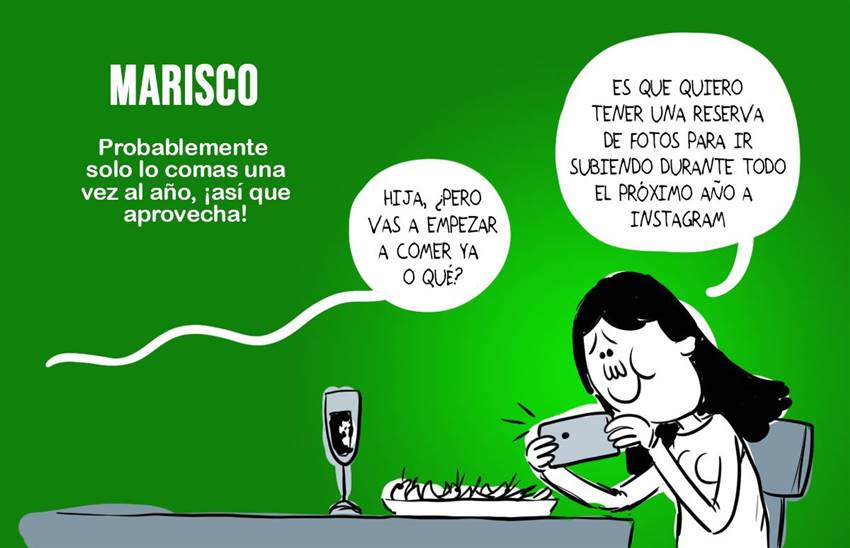 MARISCO
Probablemente
solo lo comas una
vez al año, ¡así que
aprovecha!
HIJA, ¿PERO
VAS A EMPEZAR
A COMER YA
O QUÉ?
ES QUE QUIERO
TENER UNA RESERVA
DE FOTOS PARA IR
SUBIENDO DURANTE TODO
EL PRÓXIMO AÑO A
INSTAGRAM